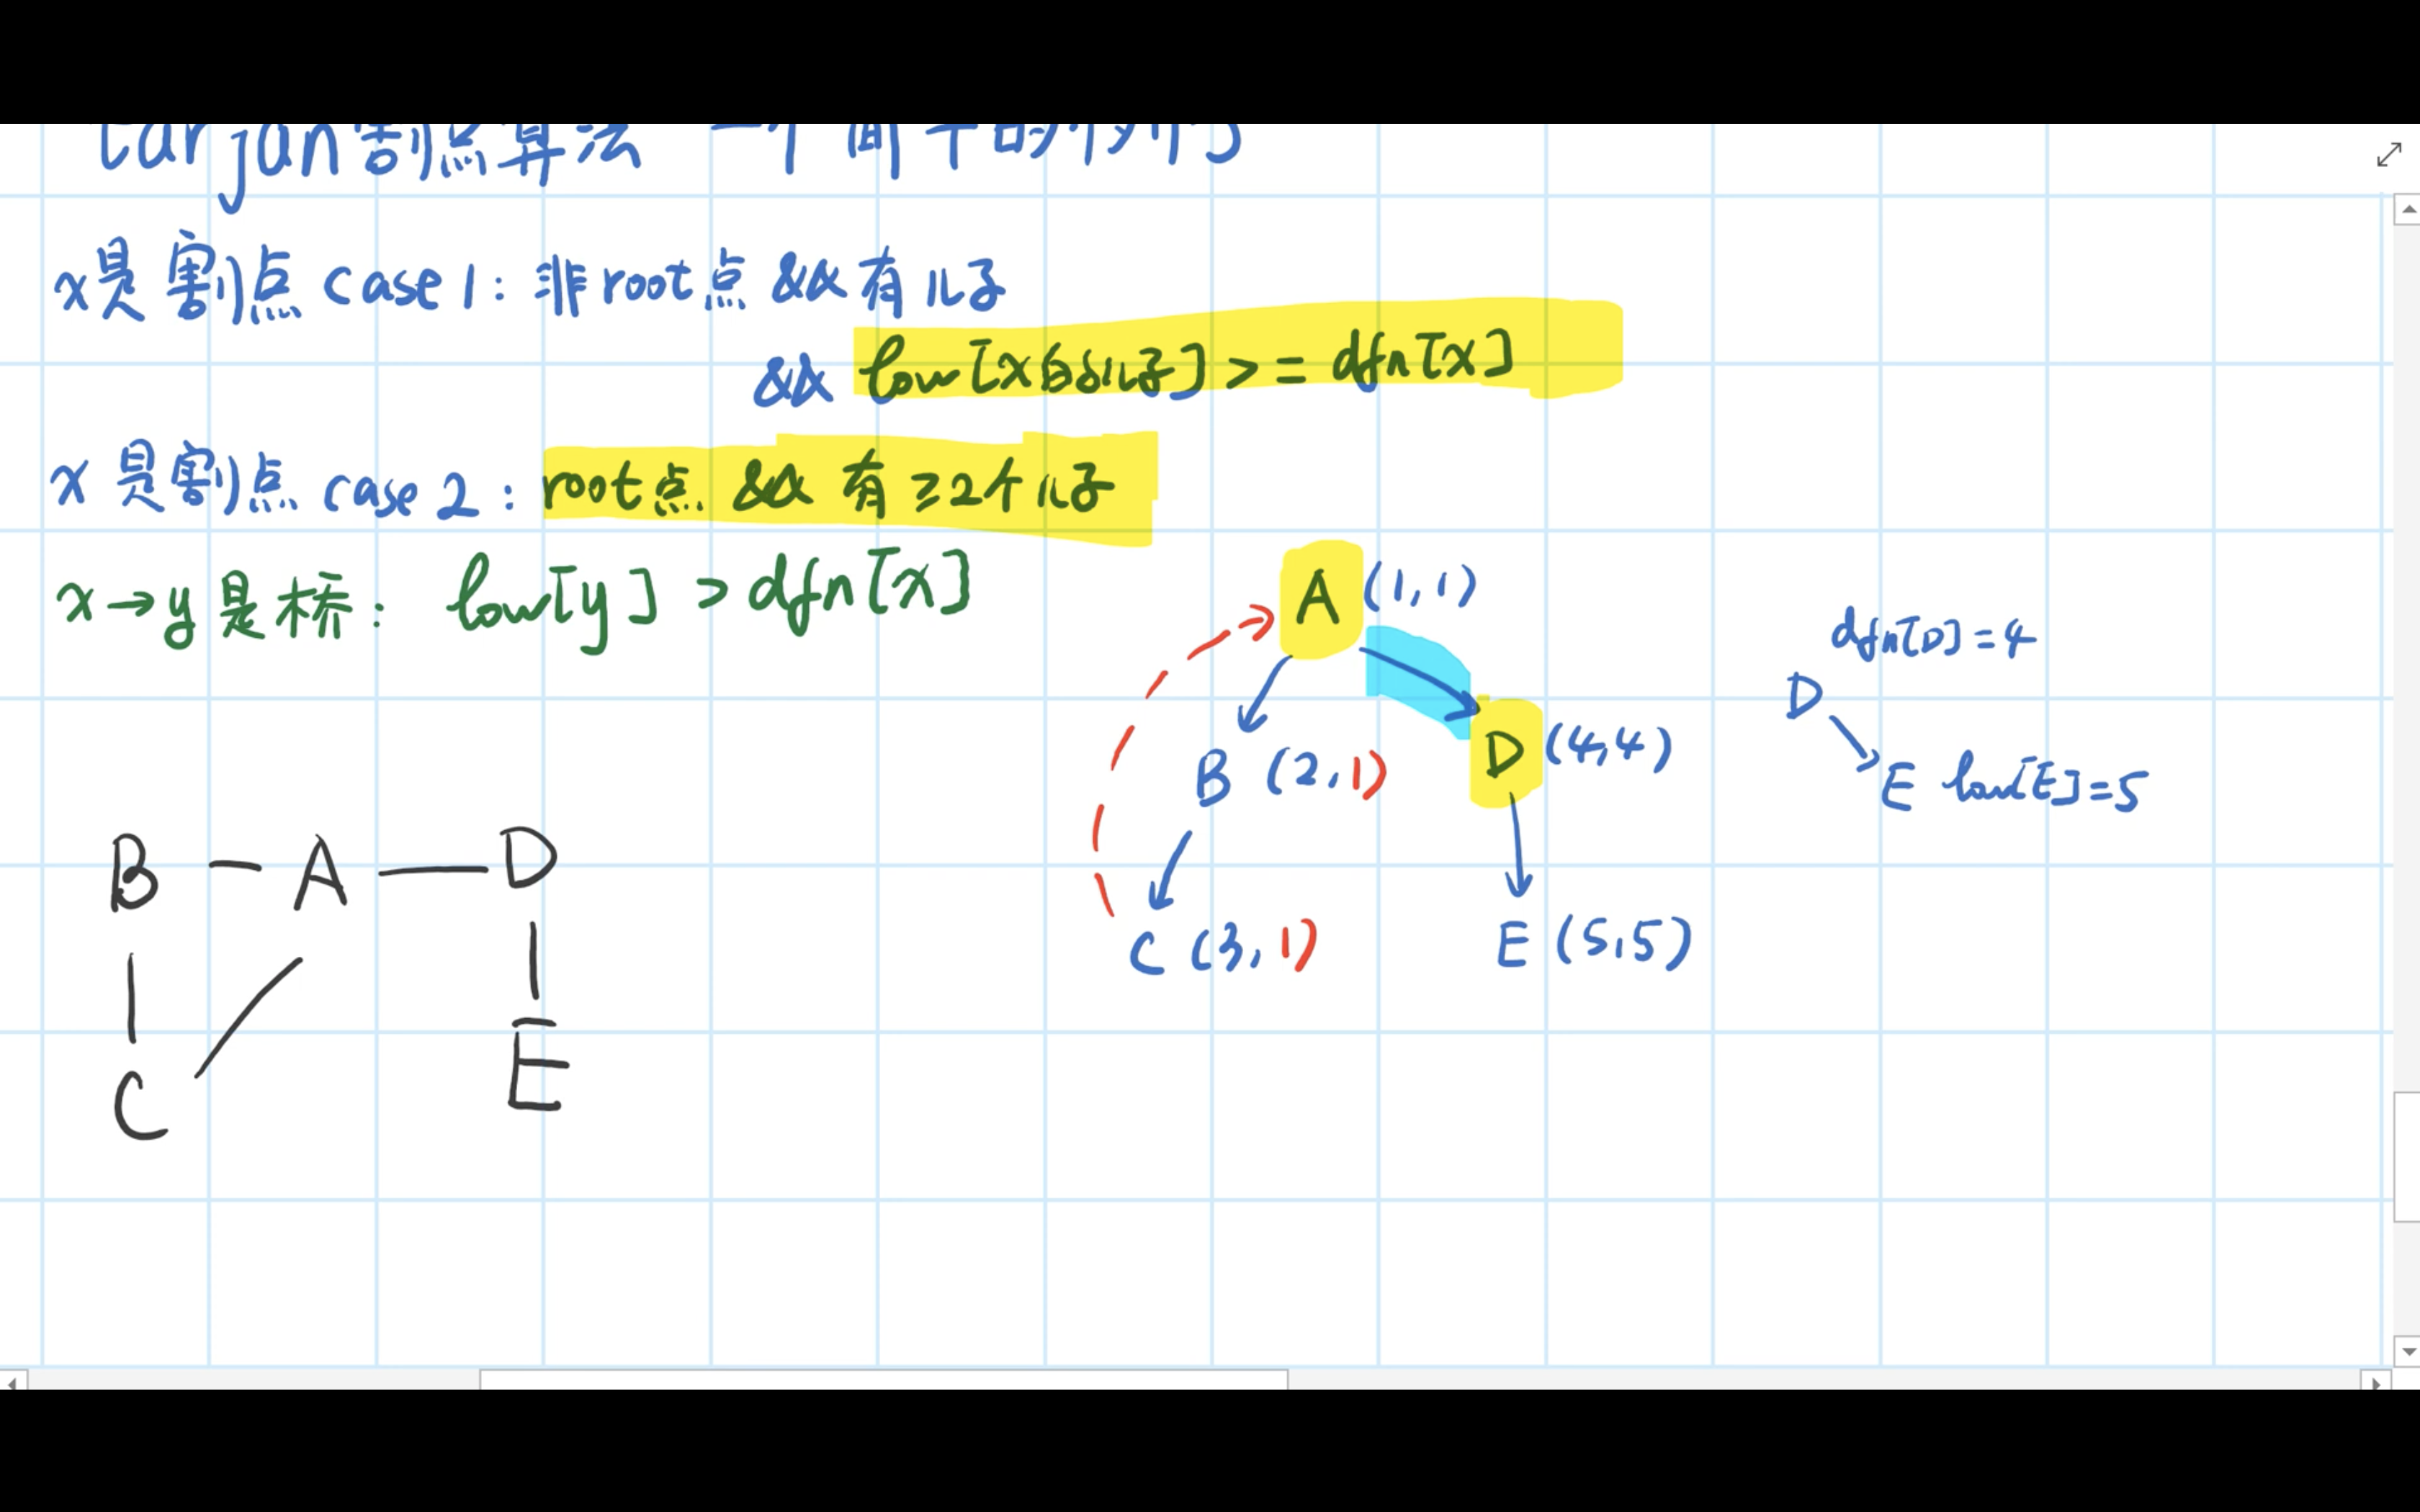 tarjan割点算法 一个简单的例子
x是割点 case 1: 非root点 && 有儿子
&& low[x的儿子] >= dfn[x]
x是割点 case 2: root点 && 有≥2个儿子
x→y是桥: low[y] > dfn[x]
A (1,1)
dfn[D]=4
D
D (4,4)
B (2,1)
E low[E]=5
B - A — D
C (3,1)
E (5,5)
C
E